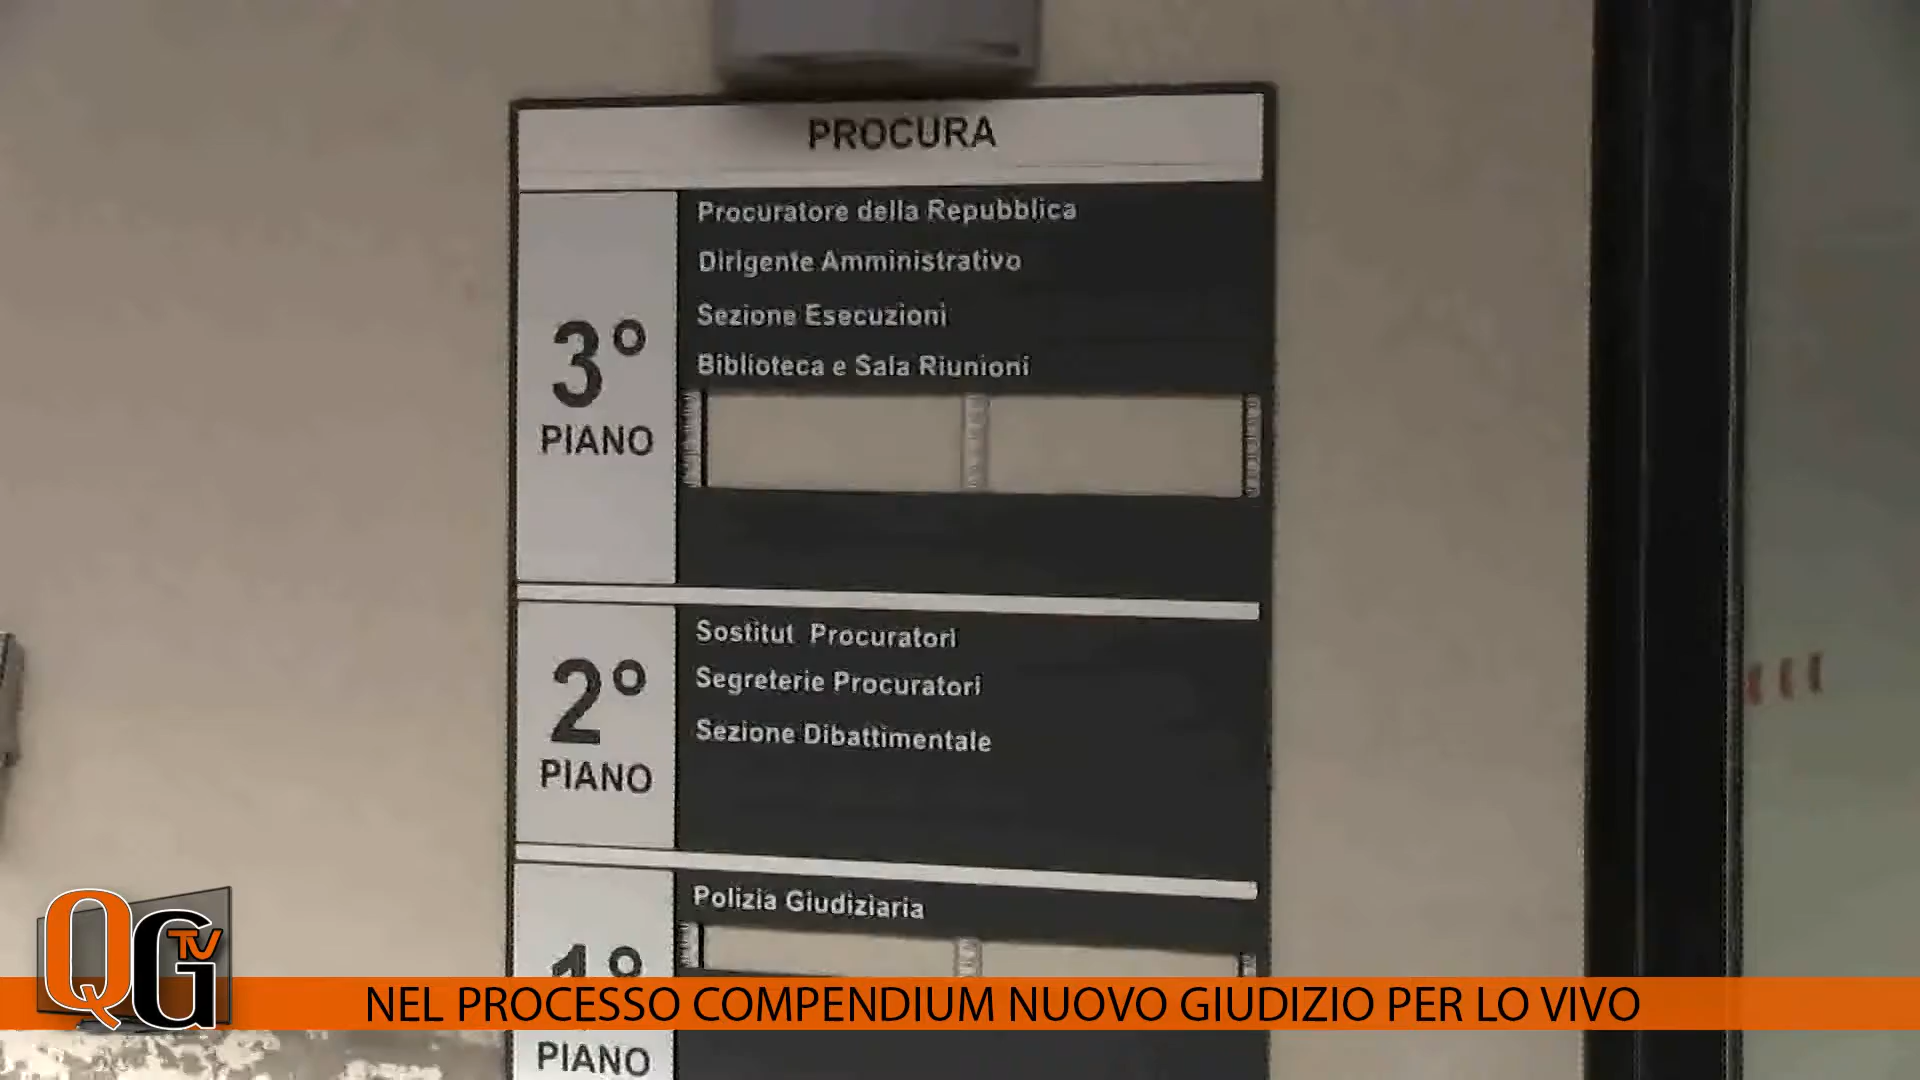 PROCURA
3°
PIANO
Procuratore della Repubblica
Dirigente Amministrativo
Sezione Esecuzioni
Biblioteca e Sala Riunioni
2°
PIANO
Sostitut Procuratori
Segreterie Procuratori
Sezione Dibattimentale
1°
PIANO
Polizia Giudiziaria
QG TV
NEL PROCESSO COMPENDIUM NUOVO GIUDIZIO PER LO VIVO